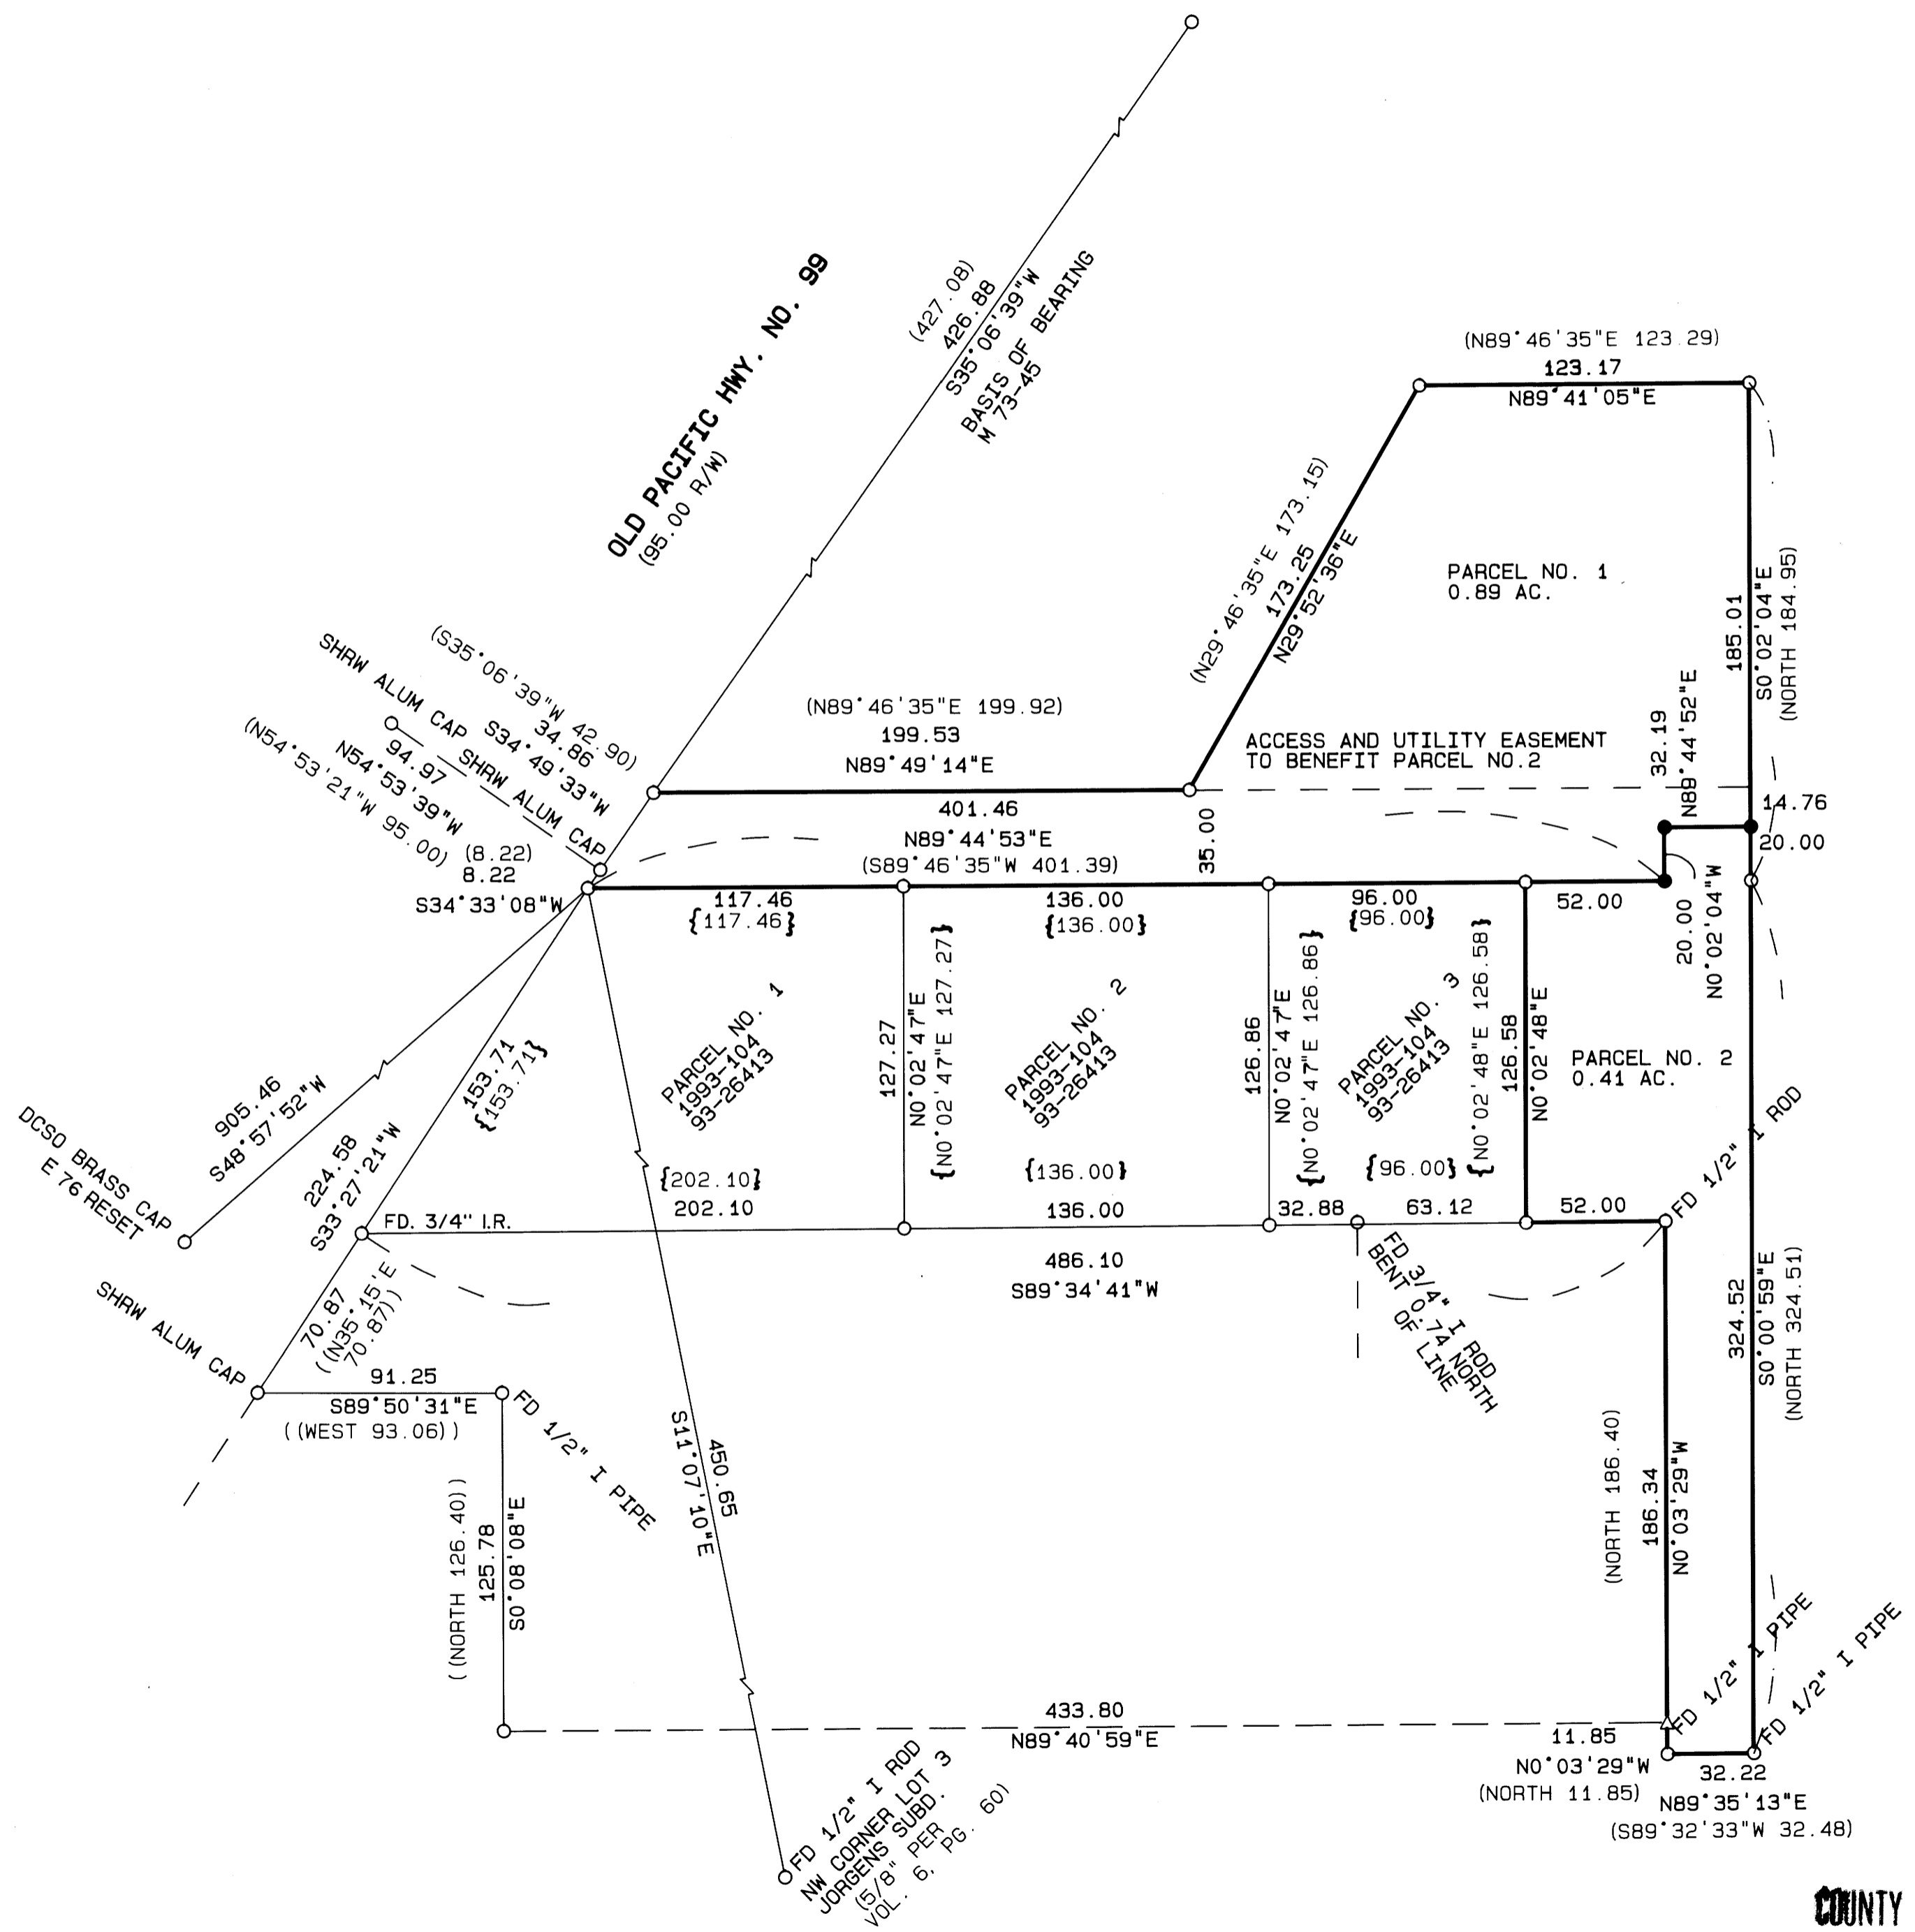 OLD PACIFIC HWY. NO. 99
(95.00 R/W)
(427.08)
426.88
S35°06'39"W
BASIS OF BEARING
M 73-45
(N89°46'35"E 123.29)
123.17
N89°41'05"E
(N29°46'35"E 173.15)
173.25
N29°52'36"E
PARCEL NO. 1
0.89 AC.
185.01
S0°02'04"E
(NORTH 184.95)
(S35°06'39"W 42.90)
34.86
S34°49'33"W
SHRW ALUM CAP
SHRW ALUM CAP
94.97
N54°53'39"W
(N54°53'21"W 95.00)
(8.22)
8.22
S34°33'08"W
(N89°46'35"E 199.92)
199.53
N89°49'14"E
401.46
N89°44'53"E
(S89°46'35"W 401.39)
35.00
ACCESS AND UTILITY EASEMENT
TO BENEFIT PARCEL NO.2
32.19
N89°44'52"E
14.76
20.00
20.00
N0°02'04"W
117.46
{117.46}
136.00
{136.00}
96.00
{96.00}
52.00
PARCEL NO. 1
1993-104
93-26413
127.27
N0°02'47"E
{N0°02'47"E 127.27}
PARCEL NO. 2
1993-104
93-26413
126.86
N0°02'47"E
{N0°02'47"E 126.86}
PARCEL NO. 3
1993-104
93-26413
{N0°02'48"E 126.58}
126.58
N0°02'48"E
PARCEL NO. 2
0.41 AC.
153.71
{153.71}
905.46
S48°57'52"W
DCSO BRASS CAP
E 76 RESET
224.58
S33°27'21"W
FD. 3/4" I.R.
{202.10}
202.10
{136.00}
136.00
{96.00}
32.88
63.12
52.00
FD 1/2" I ROD
486.10
S89°34'41"W
FD 3/4" I ROD
BENT 0.74 NORTH
OF LINE
324.52
S0°00'59"E
(NORTH 324.51)
SHRW ALUM CAP
70.87
((N35°15'E
70.87))
91.25
S89°50'31"E
((WEST 93.06))
FD 1/2" I PIPE
450.65
S11°07'10"E
((NORTH 126.40))
125.78
S0°08'08"E
(NORTH 186.40)
186.34
N0°03'29"W
433.80
N89°40'59"E
FD 1/2" I PIPE
FD 1/2" I PIPE
11.85
N0°03'29"W
(NORTH 11.85)
32.22
N89°35'13"E
(S89°32'33"W 32.48)
FD 1/2" I ROD
NW CORNER LOT 3
JORGENS SUBD.
(5/8" PER
VOL. 6, PG. 60)
COUNTY